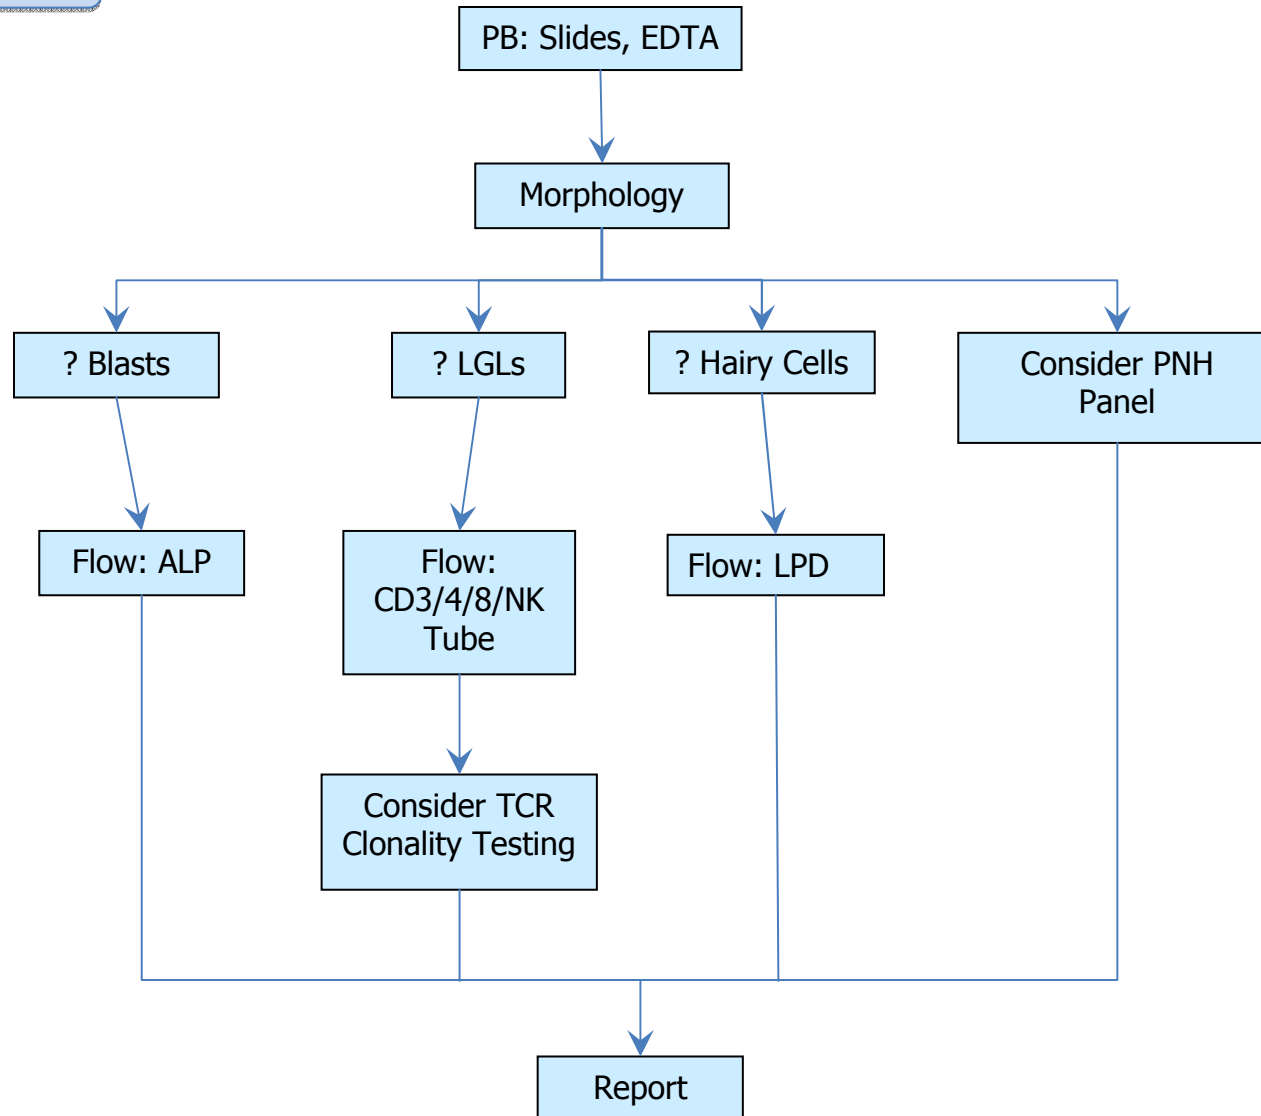 PB: Slides, EDTA
Morphology
? Blasts
? LGLs
? Hairy Cells
Consider PNH
Panel
Flow: ALP
Flow:
CD3/4/8/NK
Tube
Flow: LPD
Consider TCR
Clonality Testing
Report